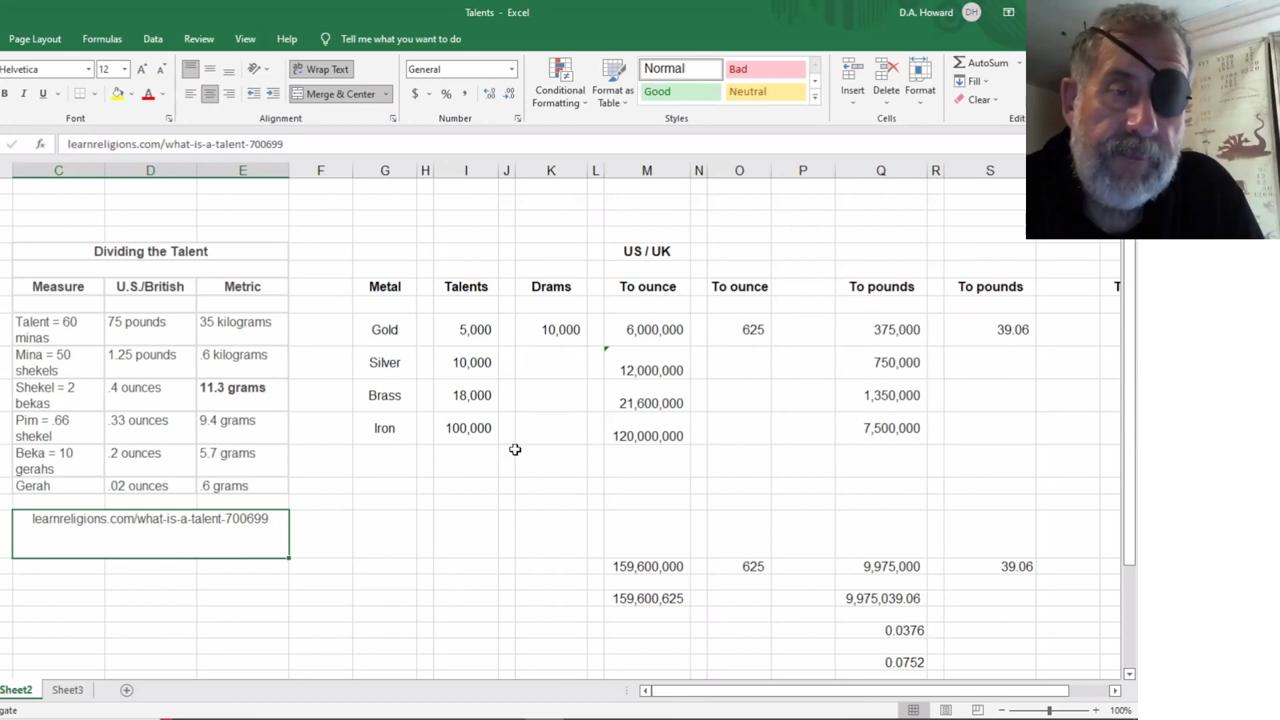 Talents - Excel
D.A. Howard DH
Page Layout Formulas Data Review View Help Tell me what you want to do
Helvetica 12 A A Wrap Text General Normal Bad AutoSum
B I U A Merge & Center $ % , Conditional Formatting Format as Table Good Neutral Insert Delete Format Fill
Clear
Font Alignment Number Styles Cells
fx learnreligions.com/what-is-a-talent-700699
C D E F G H I J K L M N O P Q R S
Dividing the Talent US / UK
Measure U.S./British Metric Metal Talents Drams To ounce To ounce To pounds To pounds T
Talent = 60 minas 75 pounds 35 kilograms Gold 5,000 10,000 6,000,000 625 375,000 39.06
Mina = 50 shekels 1.25 pounds .6 kilograms Silver 10,000 12,000,000 750,000
Shekel = 2 bekas .4 ounces 11.3 grams Brass 18,000 21,600,000 1,350,000
Pim = .66 shekel .33 ounces 9.4 grams Iron 100,000 120,000,000 7,500,000
Beka = 10 gerahs .2 ounces 5.7 grams
Gerah .02 ounces .6 grams
learnreligions.com/what-is-a-talent-700699
159,600,000 625 9,975,000 39.06
159,600,625 9,975,039.06
0.0376
0.0752
Sheet2 Sheet3
100%